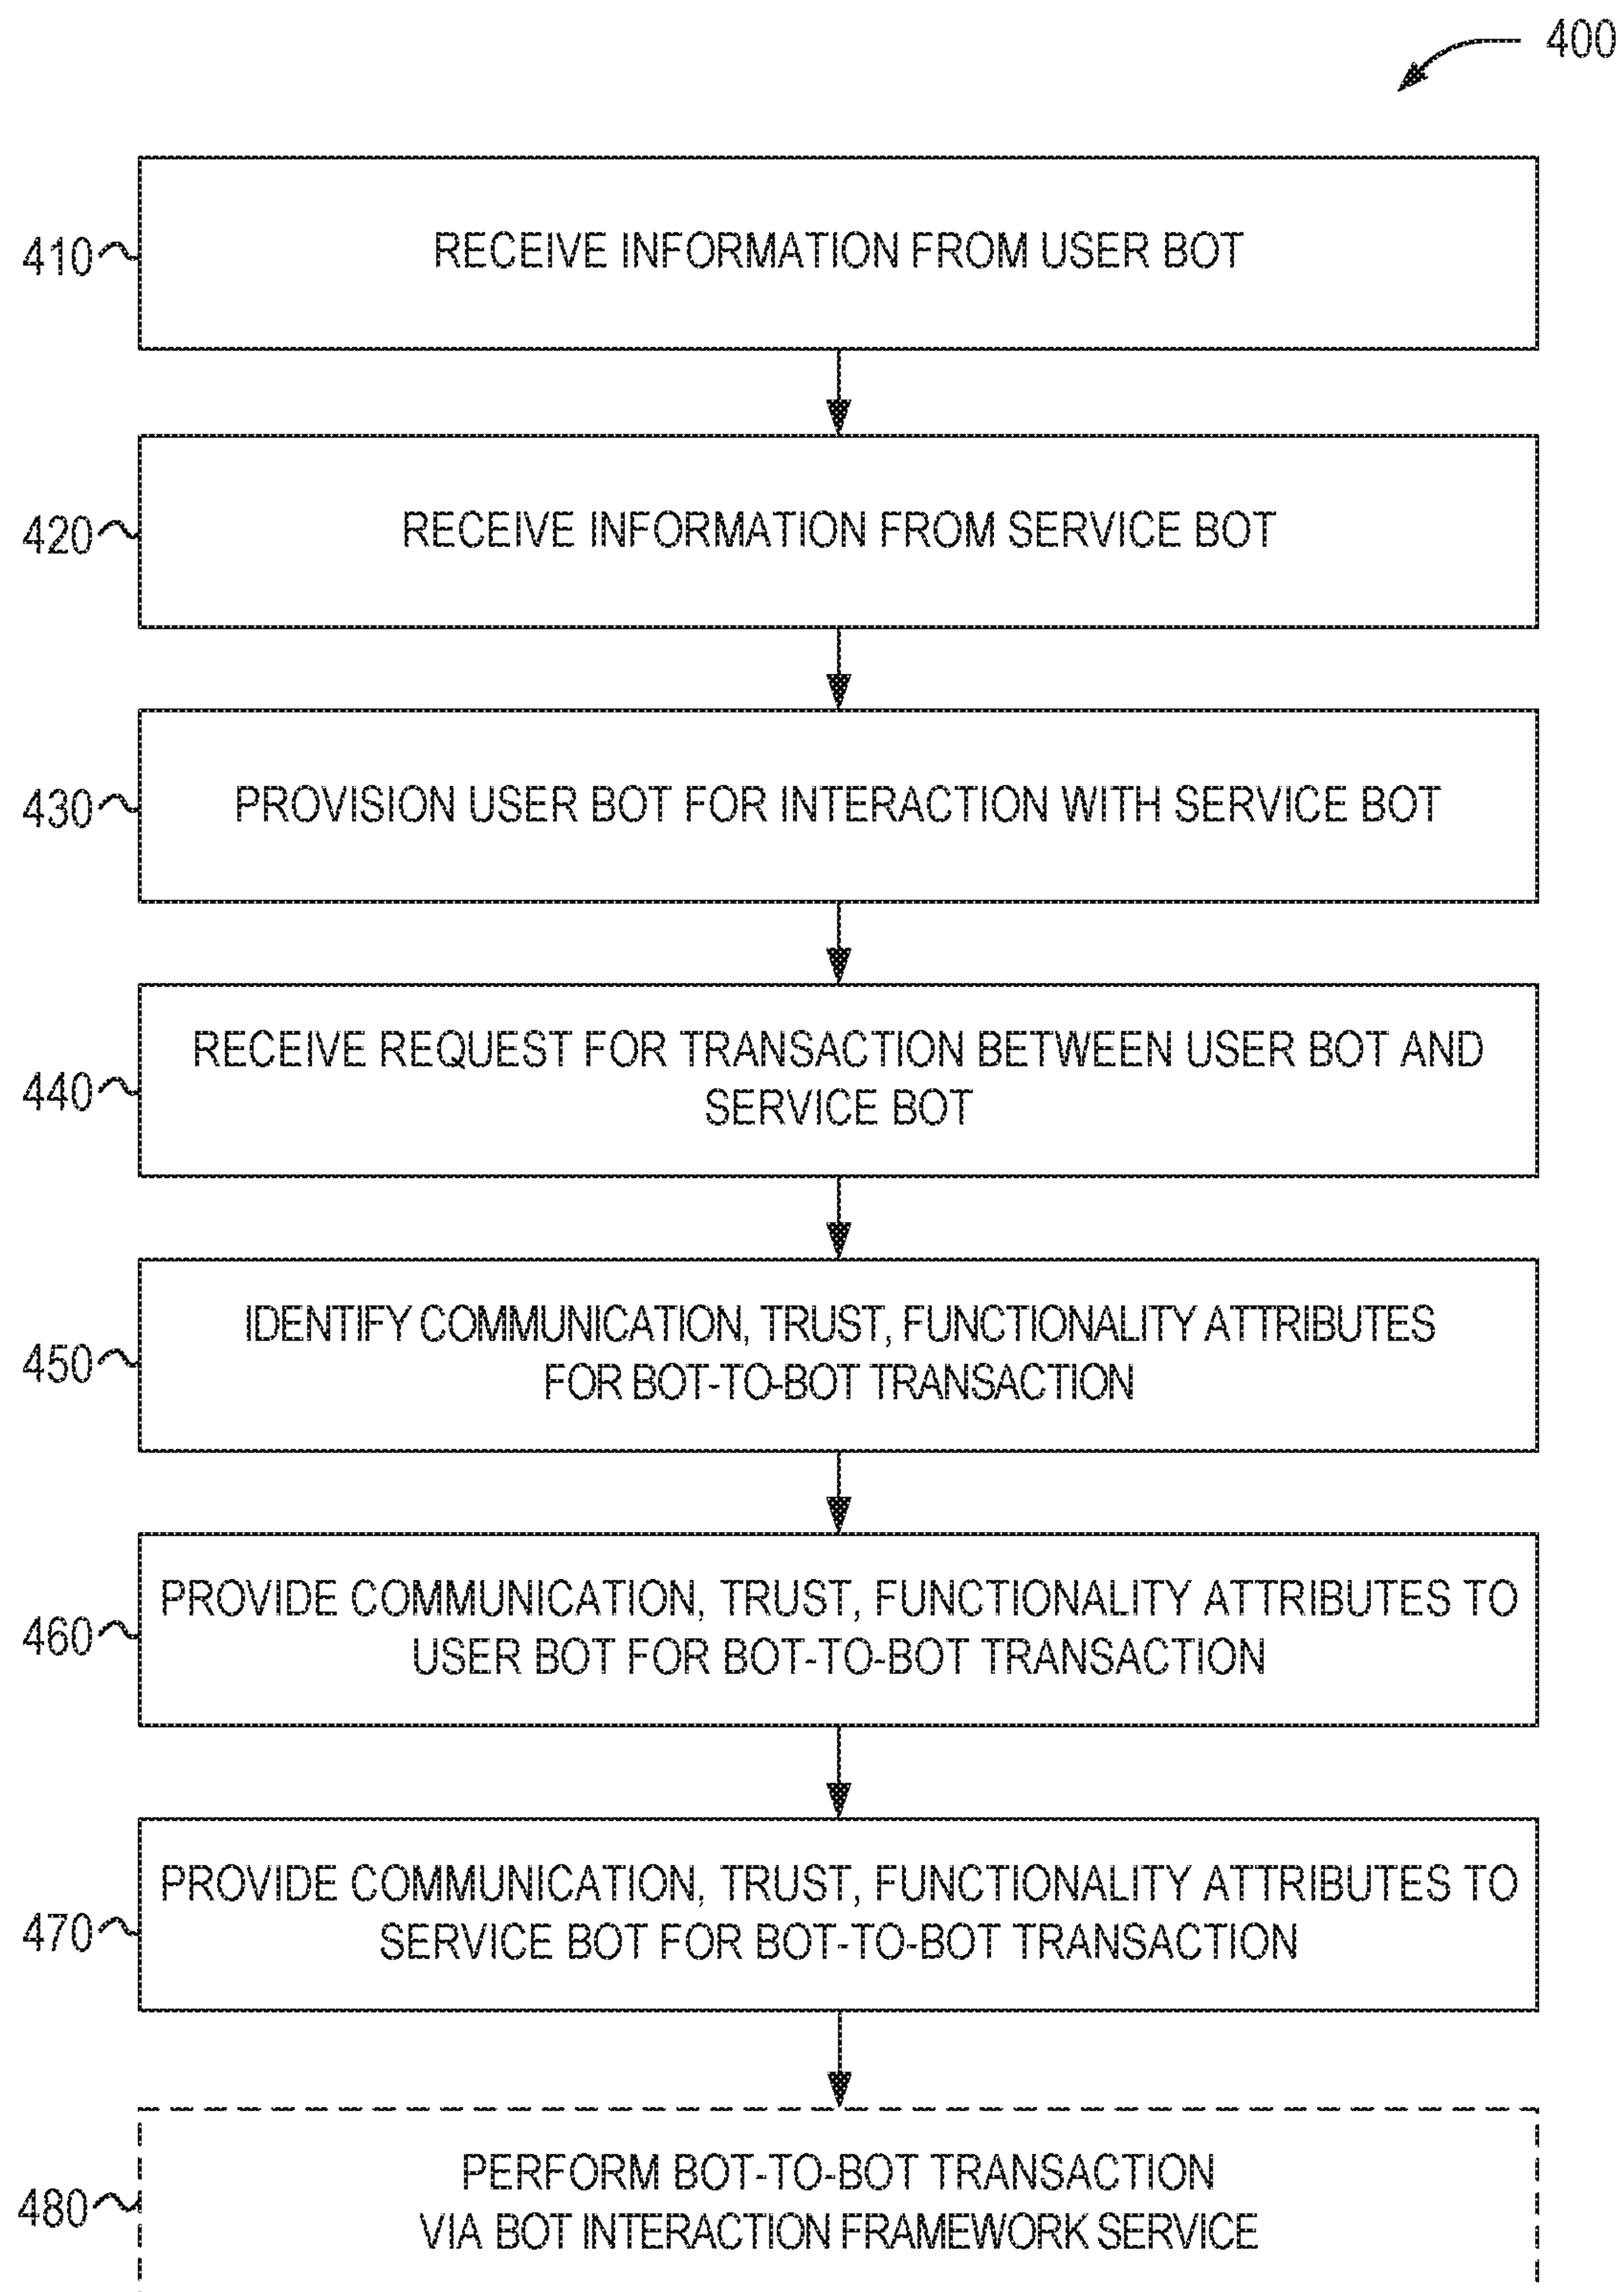 400
410
RECEIVE INFORMATION FROM USER BOT
420
RECEIVE INFORMATION FROM SERVICE BOT
430
PROVISION USER BOT FOR INTERACTION WITH SERVICE BOT
440
RECEIVE REQUEST FOR TRANSACTION BETWEEN USER BOT AND
SERVICE BOT
450
IDENTIFY COMMUNICATION, TRUST, FUNCTIONALITY ATTRIBUTES
FOR BOT-TO-BOT TRANSACTION
460
PROVIDE COMMUNICATION, TRUST, FUNCTIONALITY ATTRIBUTES TO
USER BOT FOR BOT-TO-BOT TRANSACTION
470
PROVIDE COMMUNICATION, TRUST, FUNCTIONALITY ATTRIBUTES TO
SERVICE BOT FOR BOT-TO-BOT TRANSACTION
480
PERFORM BOT-TO-BOT TRANSACTION
VIA BOT INTERACTION FRAMEWORK SERVICE